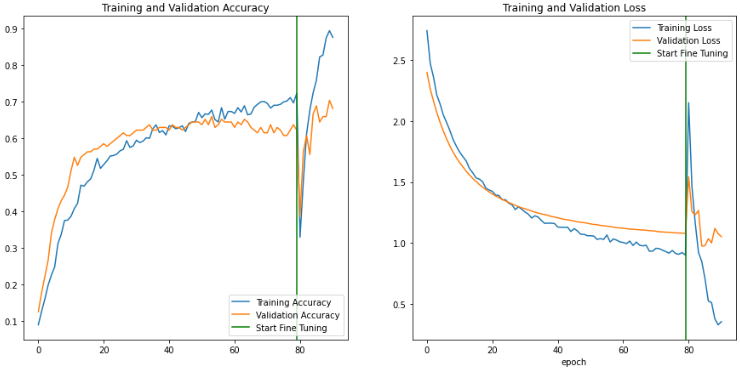 Training and Validation Accuracy
0.9
0.8
0.7
0.6
0.5
0.4
0.3
0.2
0.1
0
20
40
60
80
Training Accuracy
Validation Accuracy
Start Fine Tuning
Training and Validation Loss
2.5
2.0
1.5
1.0
0.5
0
20
40
60
80
epoch
Training Loss
Validation Loss
Start Fine Tuning